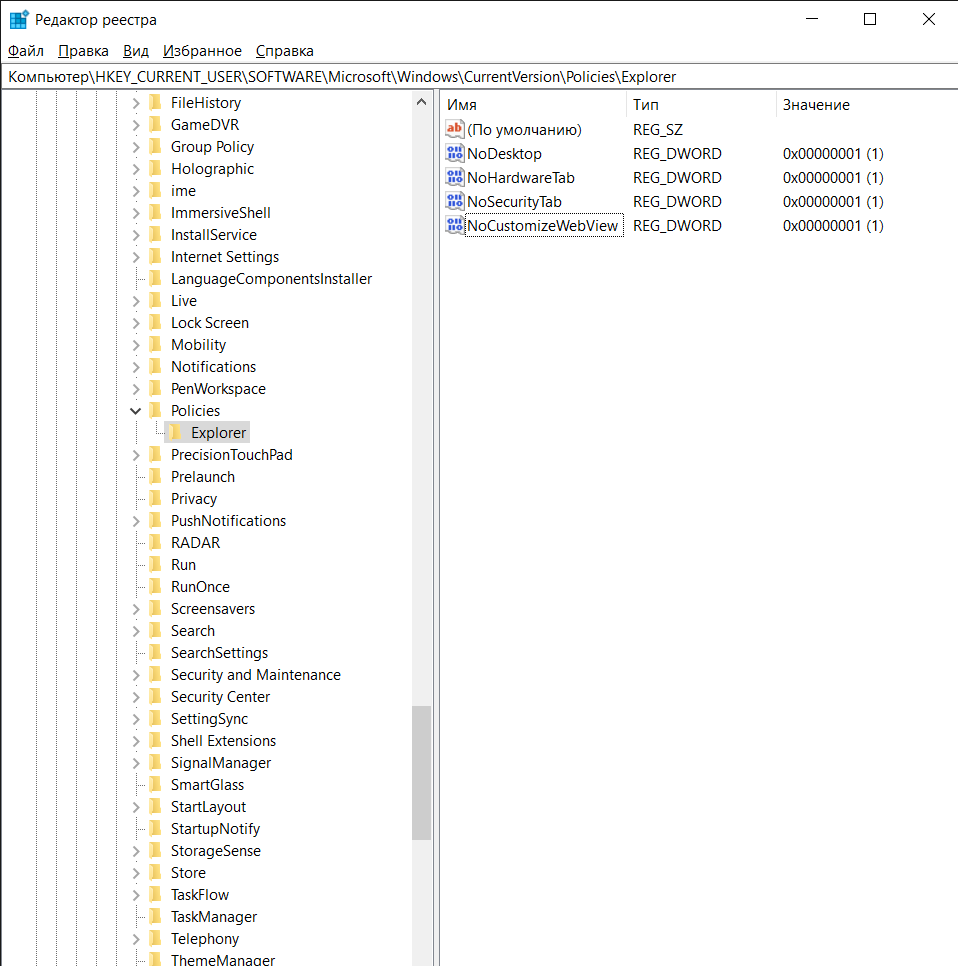 Редактор реестра
Файл Правка Вид Избранное Справка
Компьютер\HKEY_CURRENT_USER\SOFTWARE\Microsoft\Windows\CurrentVersion\Policies\Explorer
FileHistory
GameDVR
Group Policy
Holographic
ime
ImmersiveShell
InstallService
Internet Settings
LanguageComponentsInstaller
Live
Lock Screen
Mobility
Notifications
PenWorkspace
Policies
Explorer
PrecisionTouchPad
Prelaunch
Privacy
PushNotifications
RADAR
Run
RunOnce
Screensavers
Search
SearchSettings
Security and Maintenance
Security Center
SettingSync
Shell Extensions
SignalManager
SmartGlass
StartLayout
StartupNotify
StorageSense
Store
TaskFlow
TaskManager
Telephony
ThemeManager
Имя Тип Значение
ab (По умолчанию) REG_SZ
NoDesktop REG_DWORD 0x00000001 (1)
NoHardwareTab REG_DWORD 0x00000001 (1)
NoSecurityTab REG_DWORD 0x00000001 (1)
NoCustomizeWebView REG_DWORD 0x00000001 (1)